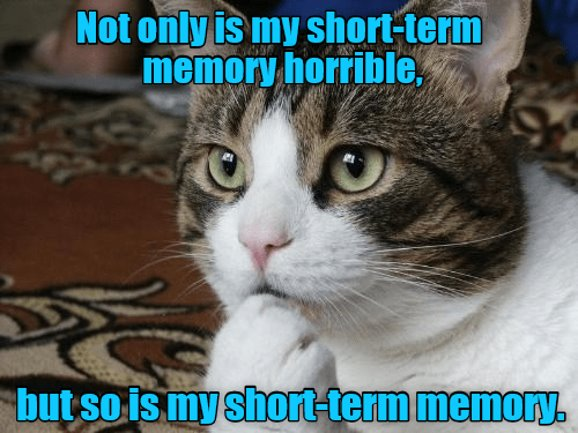 Not only is my short-term
memory horrible,
but so is my short-term memory.